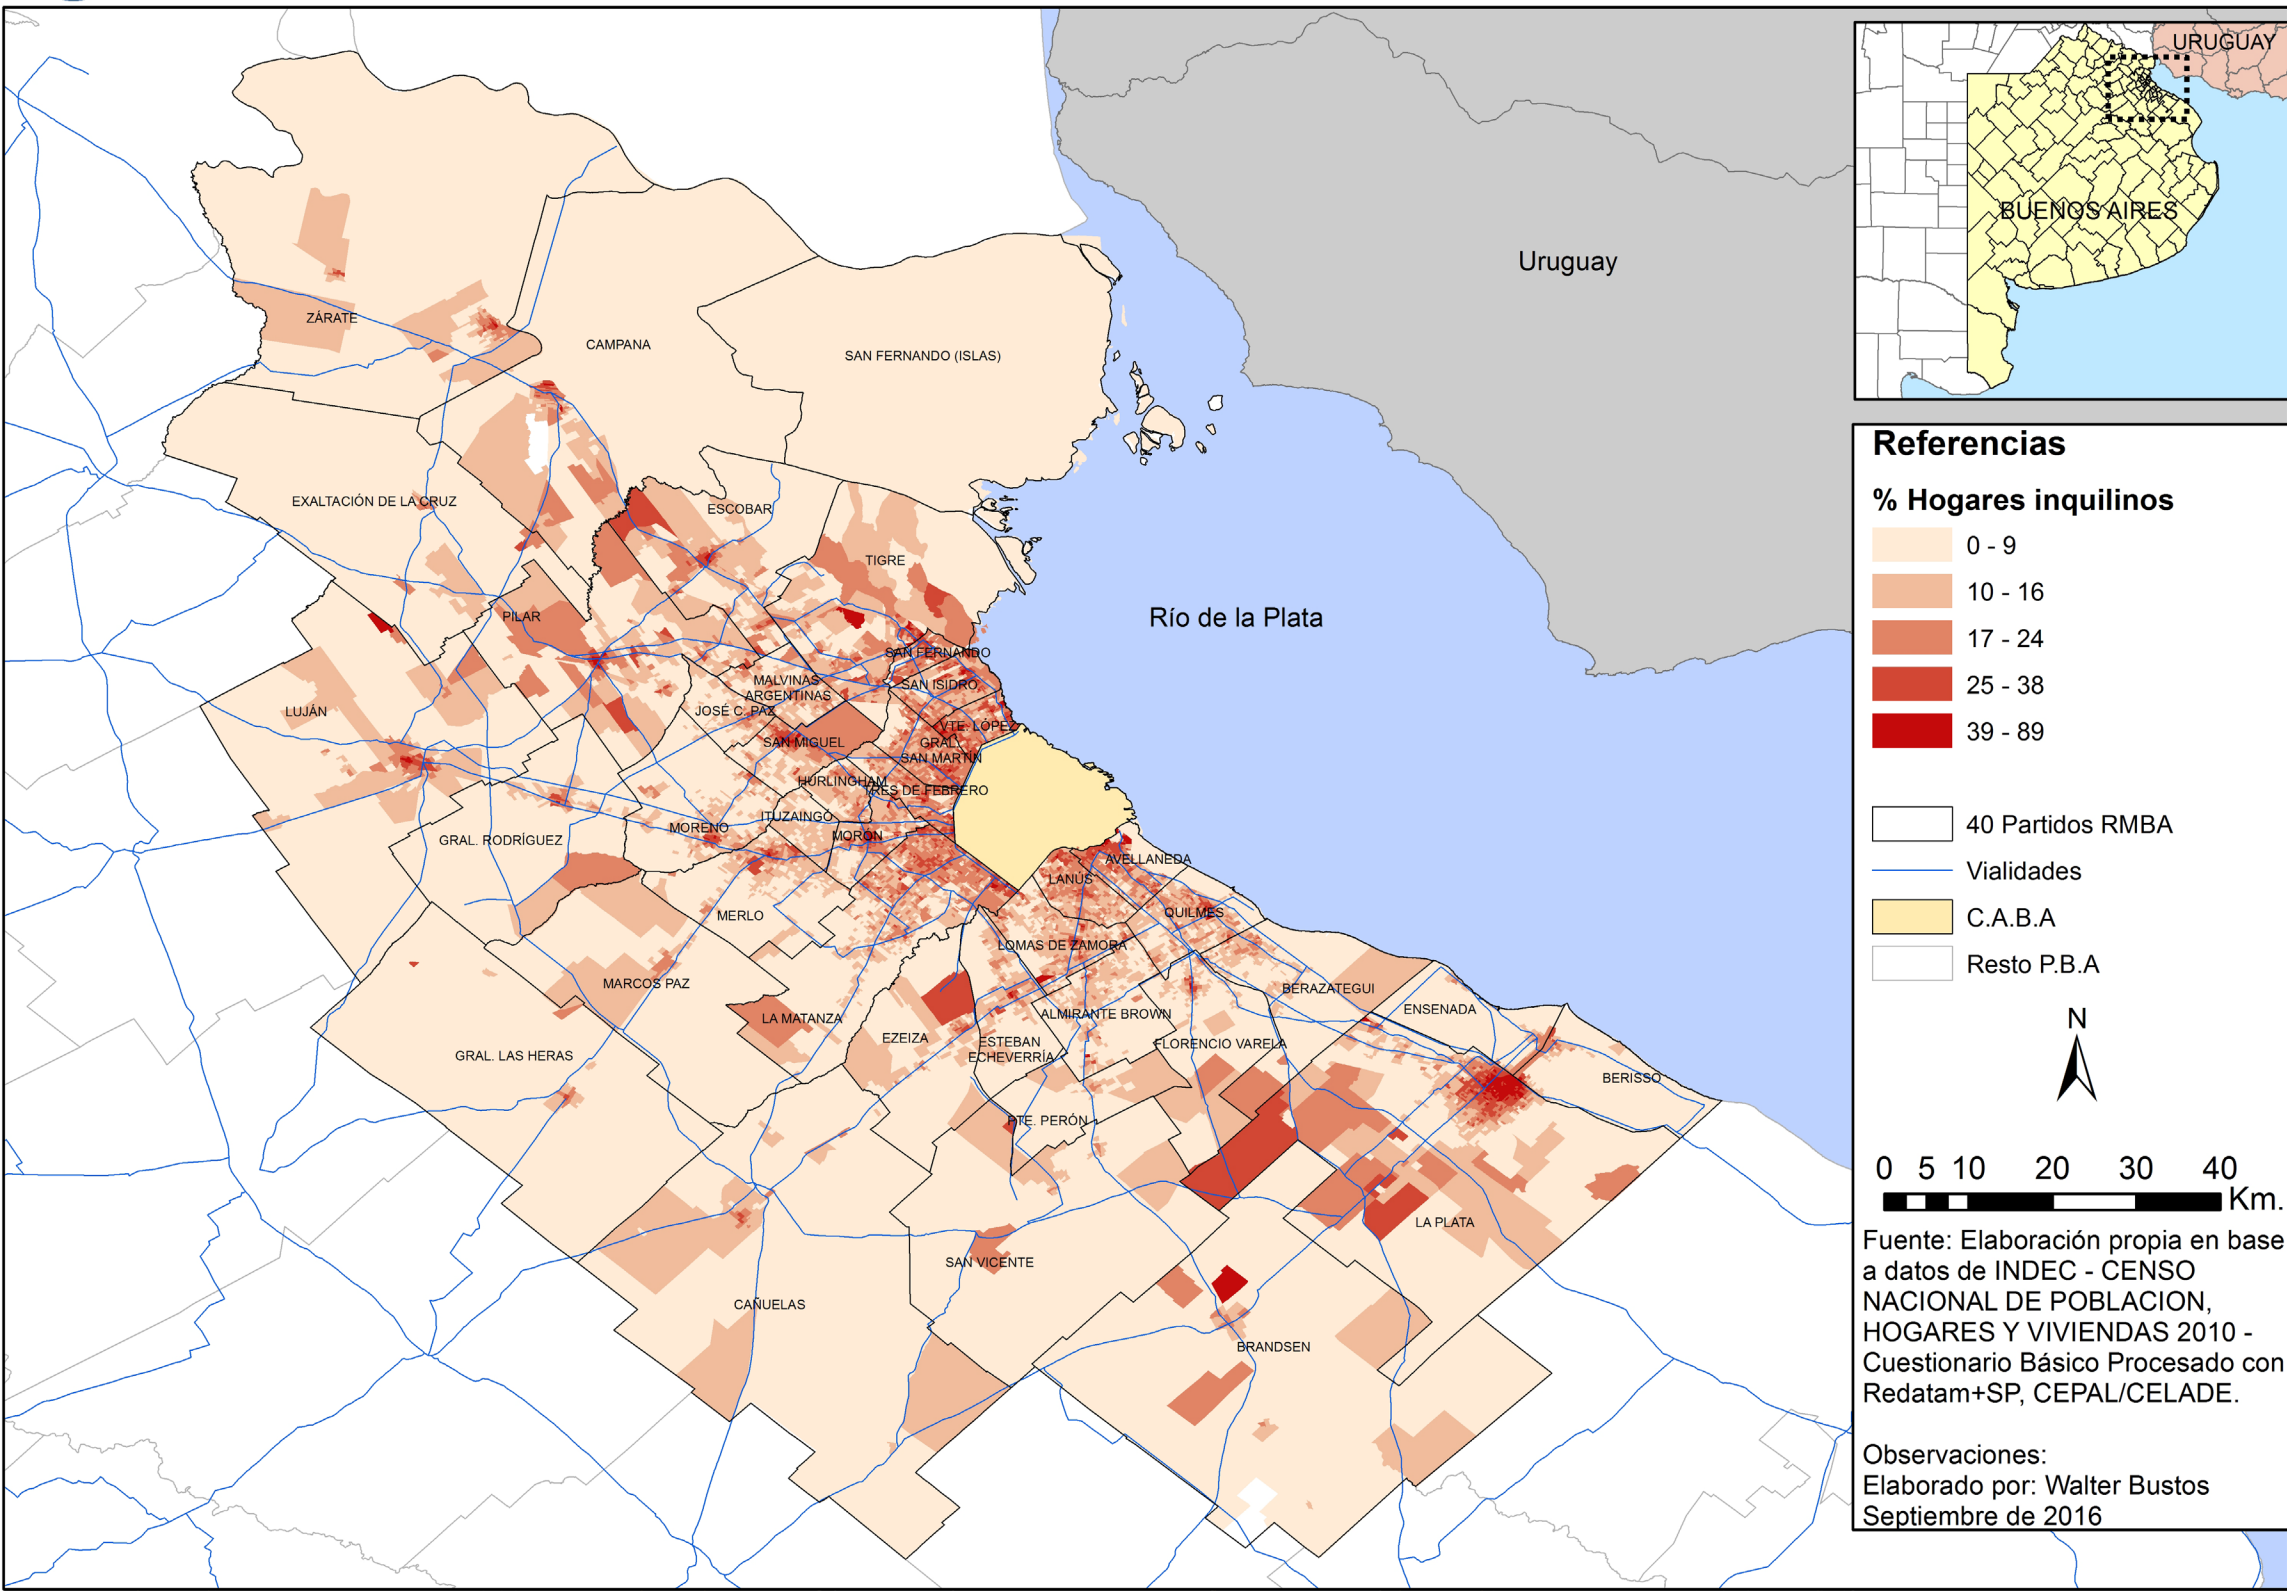 URUGUAY
BUENOS AIRES
Uruguay
Río de la Plata
ZÁRATE
CAMPANA
SAN FERNANDO (ISLAS)
EXALTACIÓN DE LA CRUZ
ESCOBAR
TIGRE
PILAR
SAN FERNANDO
MALVINAS
ARGENTINAS
SAN ISIDRO
LUJÁN
JOSÉ C. PAZ
VTE. LÓPEZ
SAN MIGUEL
GRAL.
SAN MARTÍN
HURLINGHAM
TRES DE FEBRERO
ITUZAINGÓ
MORENO
MORÓN
GRAL. RODRÍGUEZ
AVELLANEDA
LANÚS
MERLO
QUILMES
LOMAS DE ZAMORA
MARCOS PAZ
BERAZATEGUI
ENSENADA
LA MATANZA
ALMIRANTE BROWN
EZEIZA
ESTEBAN
ECHEVERRÍA
FLORENCIO VARELA
GRAL. LAS HERAS
BERISSO
PTE. PERÓN
LA PLATA
SAN VICENTE
CAÑUELAS
BRANDSEN
Referencias
% Hogares inquilinos
0 - 9
10 - 16
17 - 24
25 - 38
39 - 89
40 Partidos RMBA
Vialidades
C.A.B.A
Resto P.B.A
N
0 5 10 20 30 40
Km.
Fuente: Elaboración propia en base
a datos de INDEC - CENSO
NACIONAL DE POBLACION,
HOGARES Y VIVIENDAS 2010 -
Cuestionario Básico Procesado con
Redatam+SP, CEPAL/CELADE.
Observaciones:
Elaborado por: Walter Bustos
Septiembre de 2016